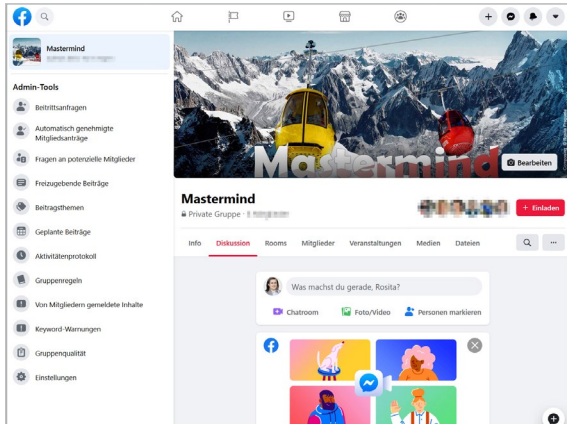 Mastermind
Admin-Tools
Beitrittsanfragen
Automatisch genehmigte
Mitgliedsanträge
Fragen an potenzielle Mitglieder
Freizugebende Beiträge
Beitragsthemen
Geplante Beiträge
Aktivitätenprotokoll
Gruppenregeln
Von Mitgliedern gemeldete Inhalte
Keyword-Warnungen
Gruppenqualität
Einstellungen
Mastermind
Bearbeiten
Mastermind
Private Gruppe ·
+ Einladen
Info Diskussion Rooms Mitglieder Veranstaltungen Medien Dateien
Was machst du gerade, Rosita?
Chatroom Foto/Video Personen markieren